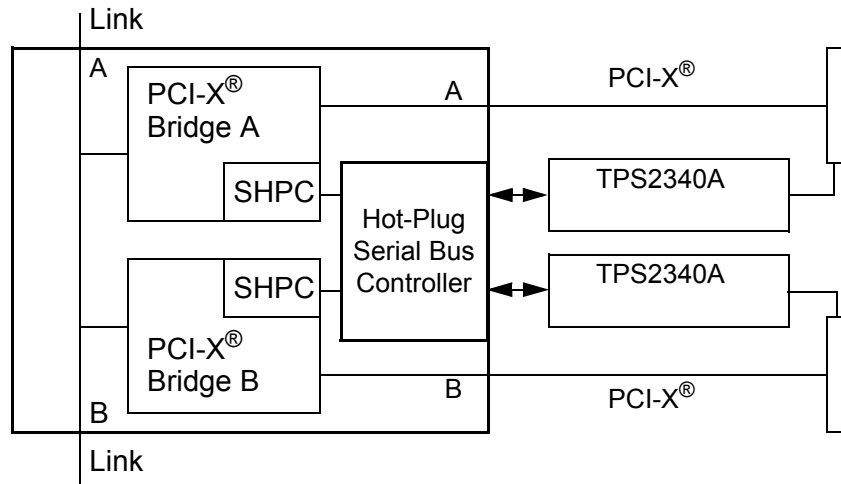 Link
A
PCI-X®
Bridge A
A
PCI-X®
SHPC
TPS2340A
Hot-Plug
Serial Bus
Controller
TPS2340A
SHPC
PCI-X®
Bridge B
B
PCI-X®
B
Link